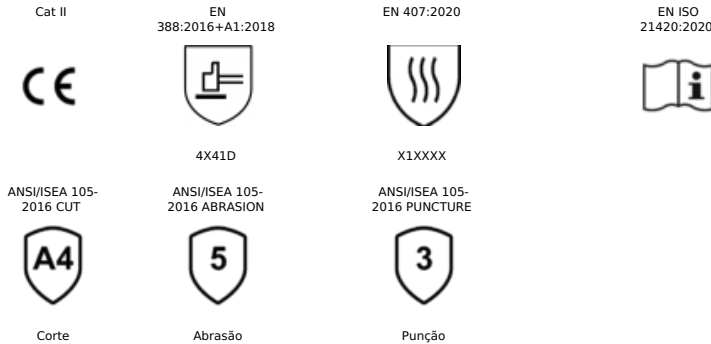 Cat II
EN
388:2016+A1:2018
EN 407:2020
EN ISO
21420:2020
CE
i
4X41D
X1XXXX
ANSI/ISEA 105-
2016 CUT
ANSI/ISEA 105-
2016 ABRASION
ANSI/ISEA 105-
2016 PUNCTURE
A4
5
3
Corte
Abrasão
Punção